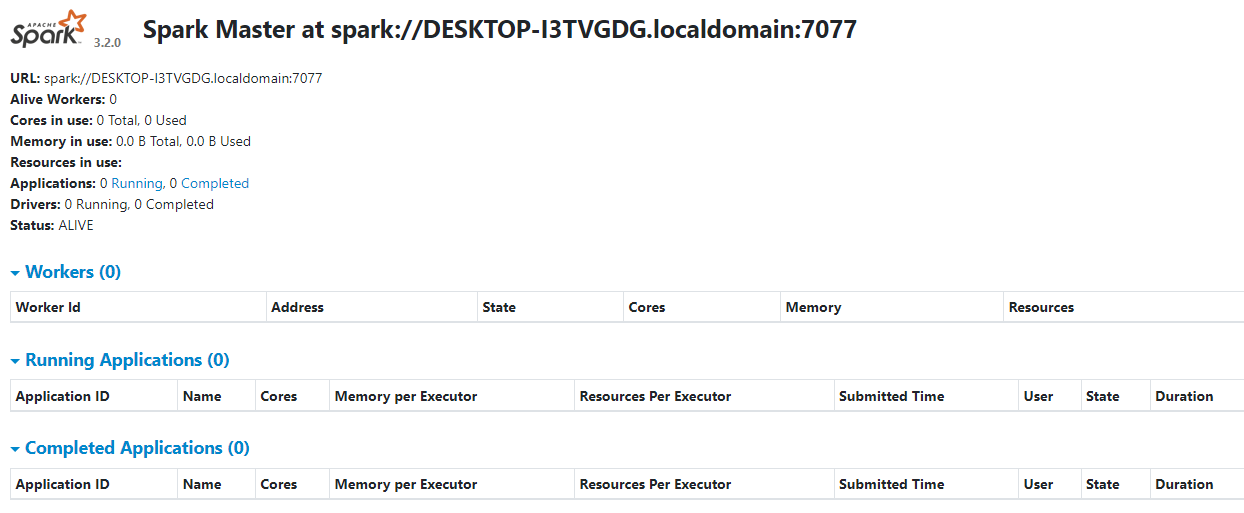 APACHE Spark 3.2.0 Spark Master at spark://DESKTOP-I3TVGDG.localdomain:7077
URL: spark://DESKTOP-I3TVGDG.localdomain:7077
Alive Workers: 0
Cores in use: 0 Total, 0 Used
Memory in use: 0.0 B Total, 0.0 B Used
Resources in use:
Applications: 0 Running, 0 Completed
Drivers: 0 Running, 0 Completed
Status: ALIVE
Workers (0)
Worker Id Address State Cores Memory Resources
Running Applications (0)
Application ID Name Cores Memory per Executor Resources Per Executor Submitted Time User State Duration
Completed Applications (0)
Application ID Name Cores Memory per Executor Resources Per Executor Submitted Time User State Duration